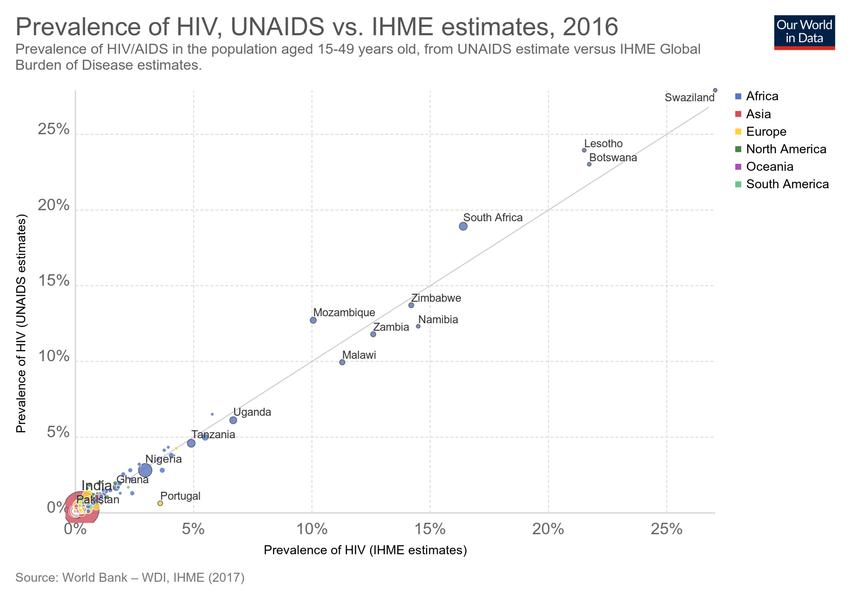 Prevalence of HIV, UNAIDS vs. IHME estimates, 2016
Our World
in Data
Prevalence of HIV/AIDS in the population aged 15-49 years old, from UNAIDS estimate versus IHME Global
Burden of Disease estimates.
Africa
Asia
Europe
North America
Oceania
South America
Prevalence of HIV (UNAIDS estimates)
25%
20%
15%
10%
5%
0%
Swaziland
Lesotho
Botswana
South Africa
Zimbabwe
Mozambique
Namibia
Zambia
Malawi
Uganda
Tanzania
Nigeria
Ghana
India
Pakistan
Portugal
0%
5%
10%
15%
20%
25%
Prevalence of HIV (IHME estimates)
Source: World Bank – WDI, IHME (2017)